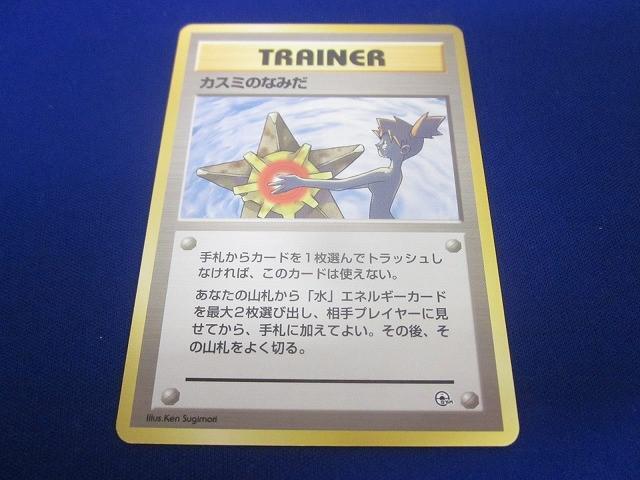 TRAINER
カスミのなみだ
手札からカードを1枚選んでトラッシュし
なければ、このカードは使えない。
あなたの山札から「水」エネルギーカード
を最大2枚選び出し、相手プレイヤーに見
せてから、手札に加えてよい。その後、そ
の山札をよく切る。
Illus.Ken Sugimori